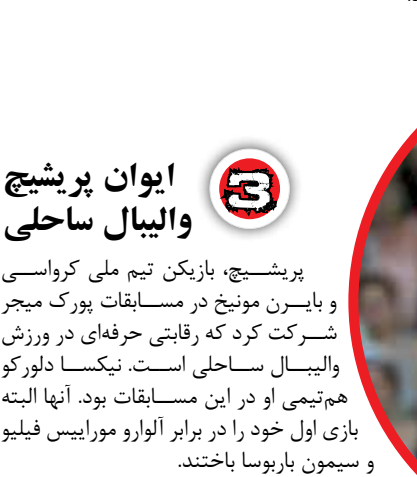 3
ایوان پریشیچ
والیبال ساحلی
پریشـــیچ، بازیکن تیم ملی کرواســـی
و بایـــرن مونیخ در مســـابقات پورک میجر
شـــرکت کرد که رقابتی حرفه‌ای در ورزش
والیبـــال ســـاحلی اســـت. نیکســـا دلورکو
هم‌تیمی او در این مســـابقات بود. آنها البته
بازی اول خود را در برابر آلوارو موراییس فیلیو
و سیمون باربوسا باختند.